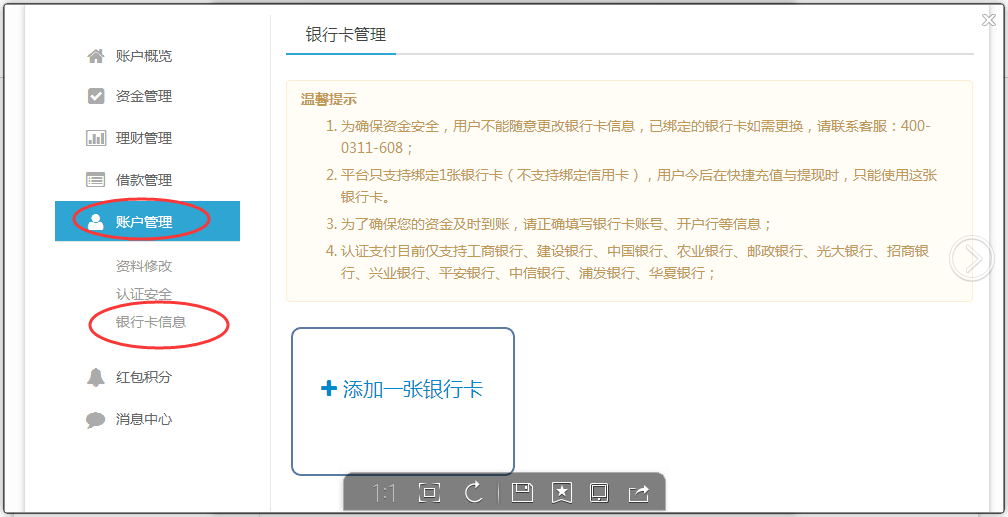 账户概览
资金管理
理财管理
借款管理
账户管理
资料修改
认证安全
银行卡信息
红包积分
消息中心
银行卡管理
温馨提示
1. 为确保资金安全，用户不能随意更改银行卡信息，已绑定的银行卡如需更换，请联系客服：400-
0311-608；
2. 平台只支持绑定1张银行卡（不支持绑定信用卡），用户今后在快捷充值与提现时，只能使用这张
银行卡。
3. 为了确保您的资金及时到账，请正确填写银行卡账号、开户行等信息；
4. 认证支付目前仅支持工商银行、建设银行、中国银行、农业银行、邮政银行、光大银行、招商银
行、兴业银行、平安银行、中信银行、浦发银行、华夏银行；
添加一张银行卡
1:1